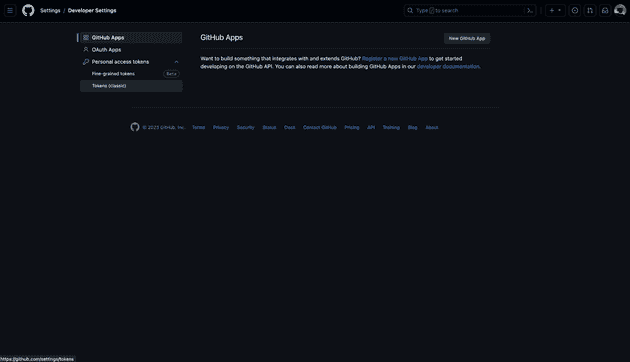 Settings / Developer Settings
Type / to search
GitHub Apps
OAuth Apps
Personal access tokens
Fine-grained tokens Beta
Tokens (classic)
GitHub Apps
New GitHub App
Want to build something that integrates with and extends GitHub? Register a new GitHub App to get started
developing on the GitHub API. You can also read more about building GitHub Apps in our developer documentation.
© 2023 GitHub, Inc. Terms Privacy Security Status Docs Contact GitHub Pricing API Training Blog About
https://github.com/settings/tokens